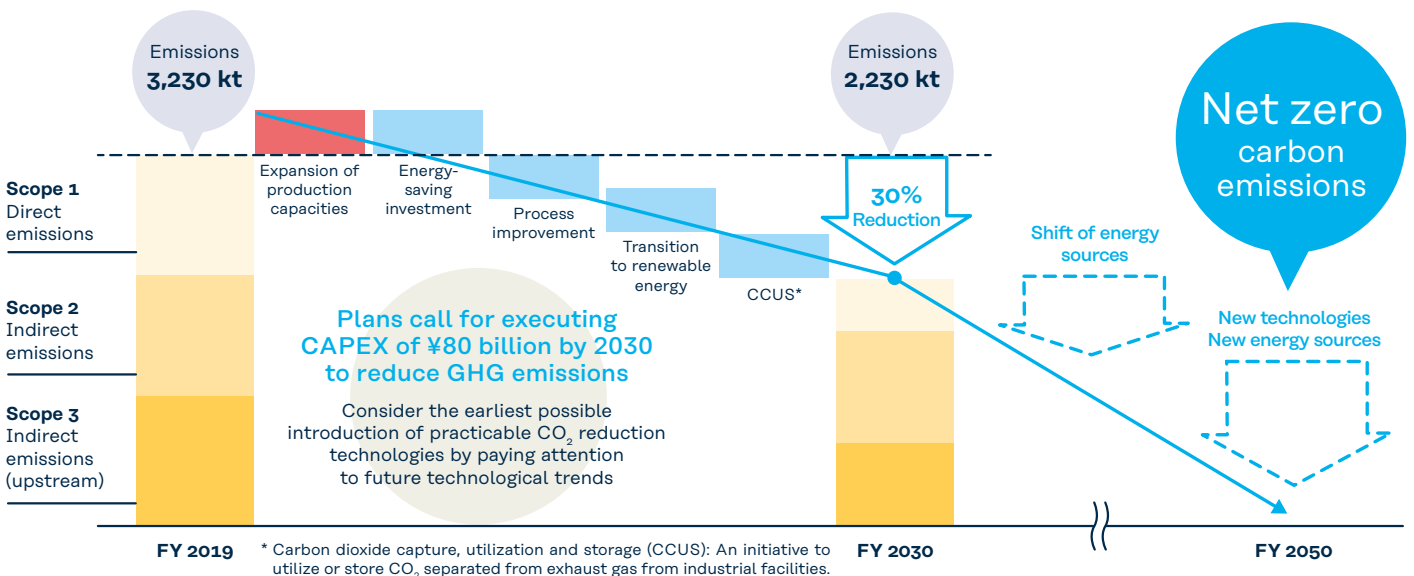 Emissions
3,230 kt
Emissions
2,230 kt
Net zero
carbon
emissions
Scope 1
Direct
emissions
Scope 2
Indirect
emissions
Scope 3
Indirect
emissions
(upstream)
Expansion of
production
capacities
Energy-
saving
investment
Process
improvement
Transition
to renewable
energy
CCUS*
30%
Reduction
Shift of energy
sources
New technologies
New energy sources
Plans call for executing
CAPEX of ¥80 billion by 2030
to reduce GHG emissions
Consider the earliest possible
introduction of practicable CO₂ reduction
technologies by paying attention
to future technological trends
FY 2019
FY 2030
FY 2050
* Carbon dioxide capture, utilization and storage (CCUS): An initiative to
utilize or store CO₂ separated from exhaust gas from industrial facilities.